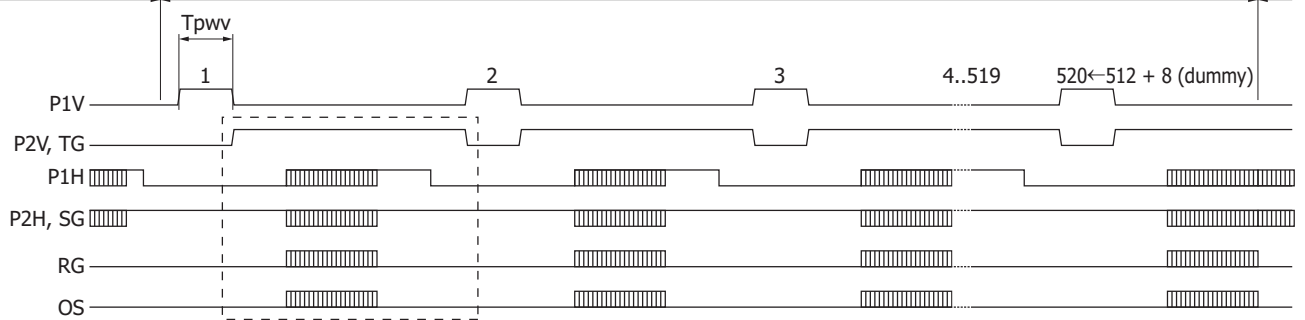 Tpwv
1 2 3 4..519 520←512 + 8 (dummy)
P1V
P2V, TG
P1H
P2H, SG
RG
OS